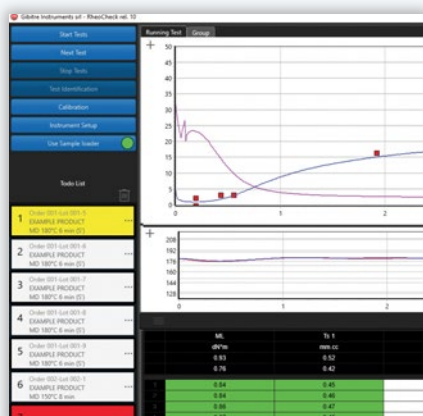 Gibitre Instruments srl - RheoCheck rel. 10
Start Tests
Next Test
Stop Tests
Test Identification
Calibration
Instrument Setup
Use Sample loader
Todo List
1 Order 001-Lot 001-5 ...
EXAMPLE PRODUCT
MD 180°C 6 min (S')
2 Order 001-Lot 001-6 ...
EXAMPLE PRODUCT
MD 180°C 6 min (S')
3 Order 001-Lot 001-7 ...
EXAMPLE PRODUCT
MD 180°C 6 min (S')
4 Order 001-Lot 001-8 ...
EXAMPLE PRODUCT
MD 180°C 6 min (S')
5 Order 001-Lot 001-9 ...
EXAMPLE PRODUCT
MD 180°C 6 min (S')
6 Order 002-Lot 002-1 ...
EXAMPLE PRODUCT
MD 150°C 6 min
Running Test Group
50
45
40
35
30
25
20
15
10
5
0
0 1 2
208
192
176
160
144
128
0 1 2
ML Ts 1
dN*m mm.cc
0.93 0.52
0.76 0.42
1 0.84 0.45
2 0.84 0.46
3 0.86 0.47